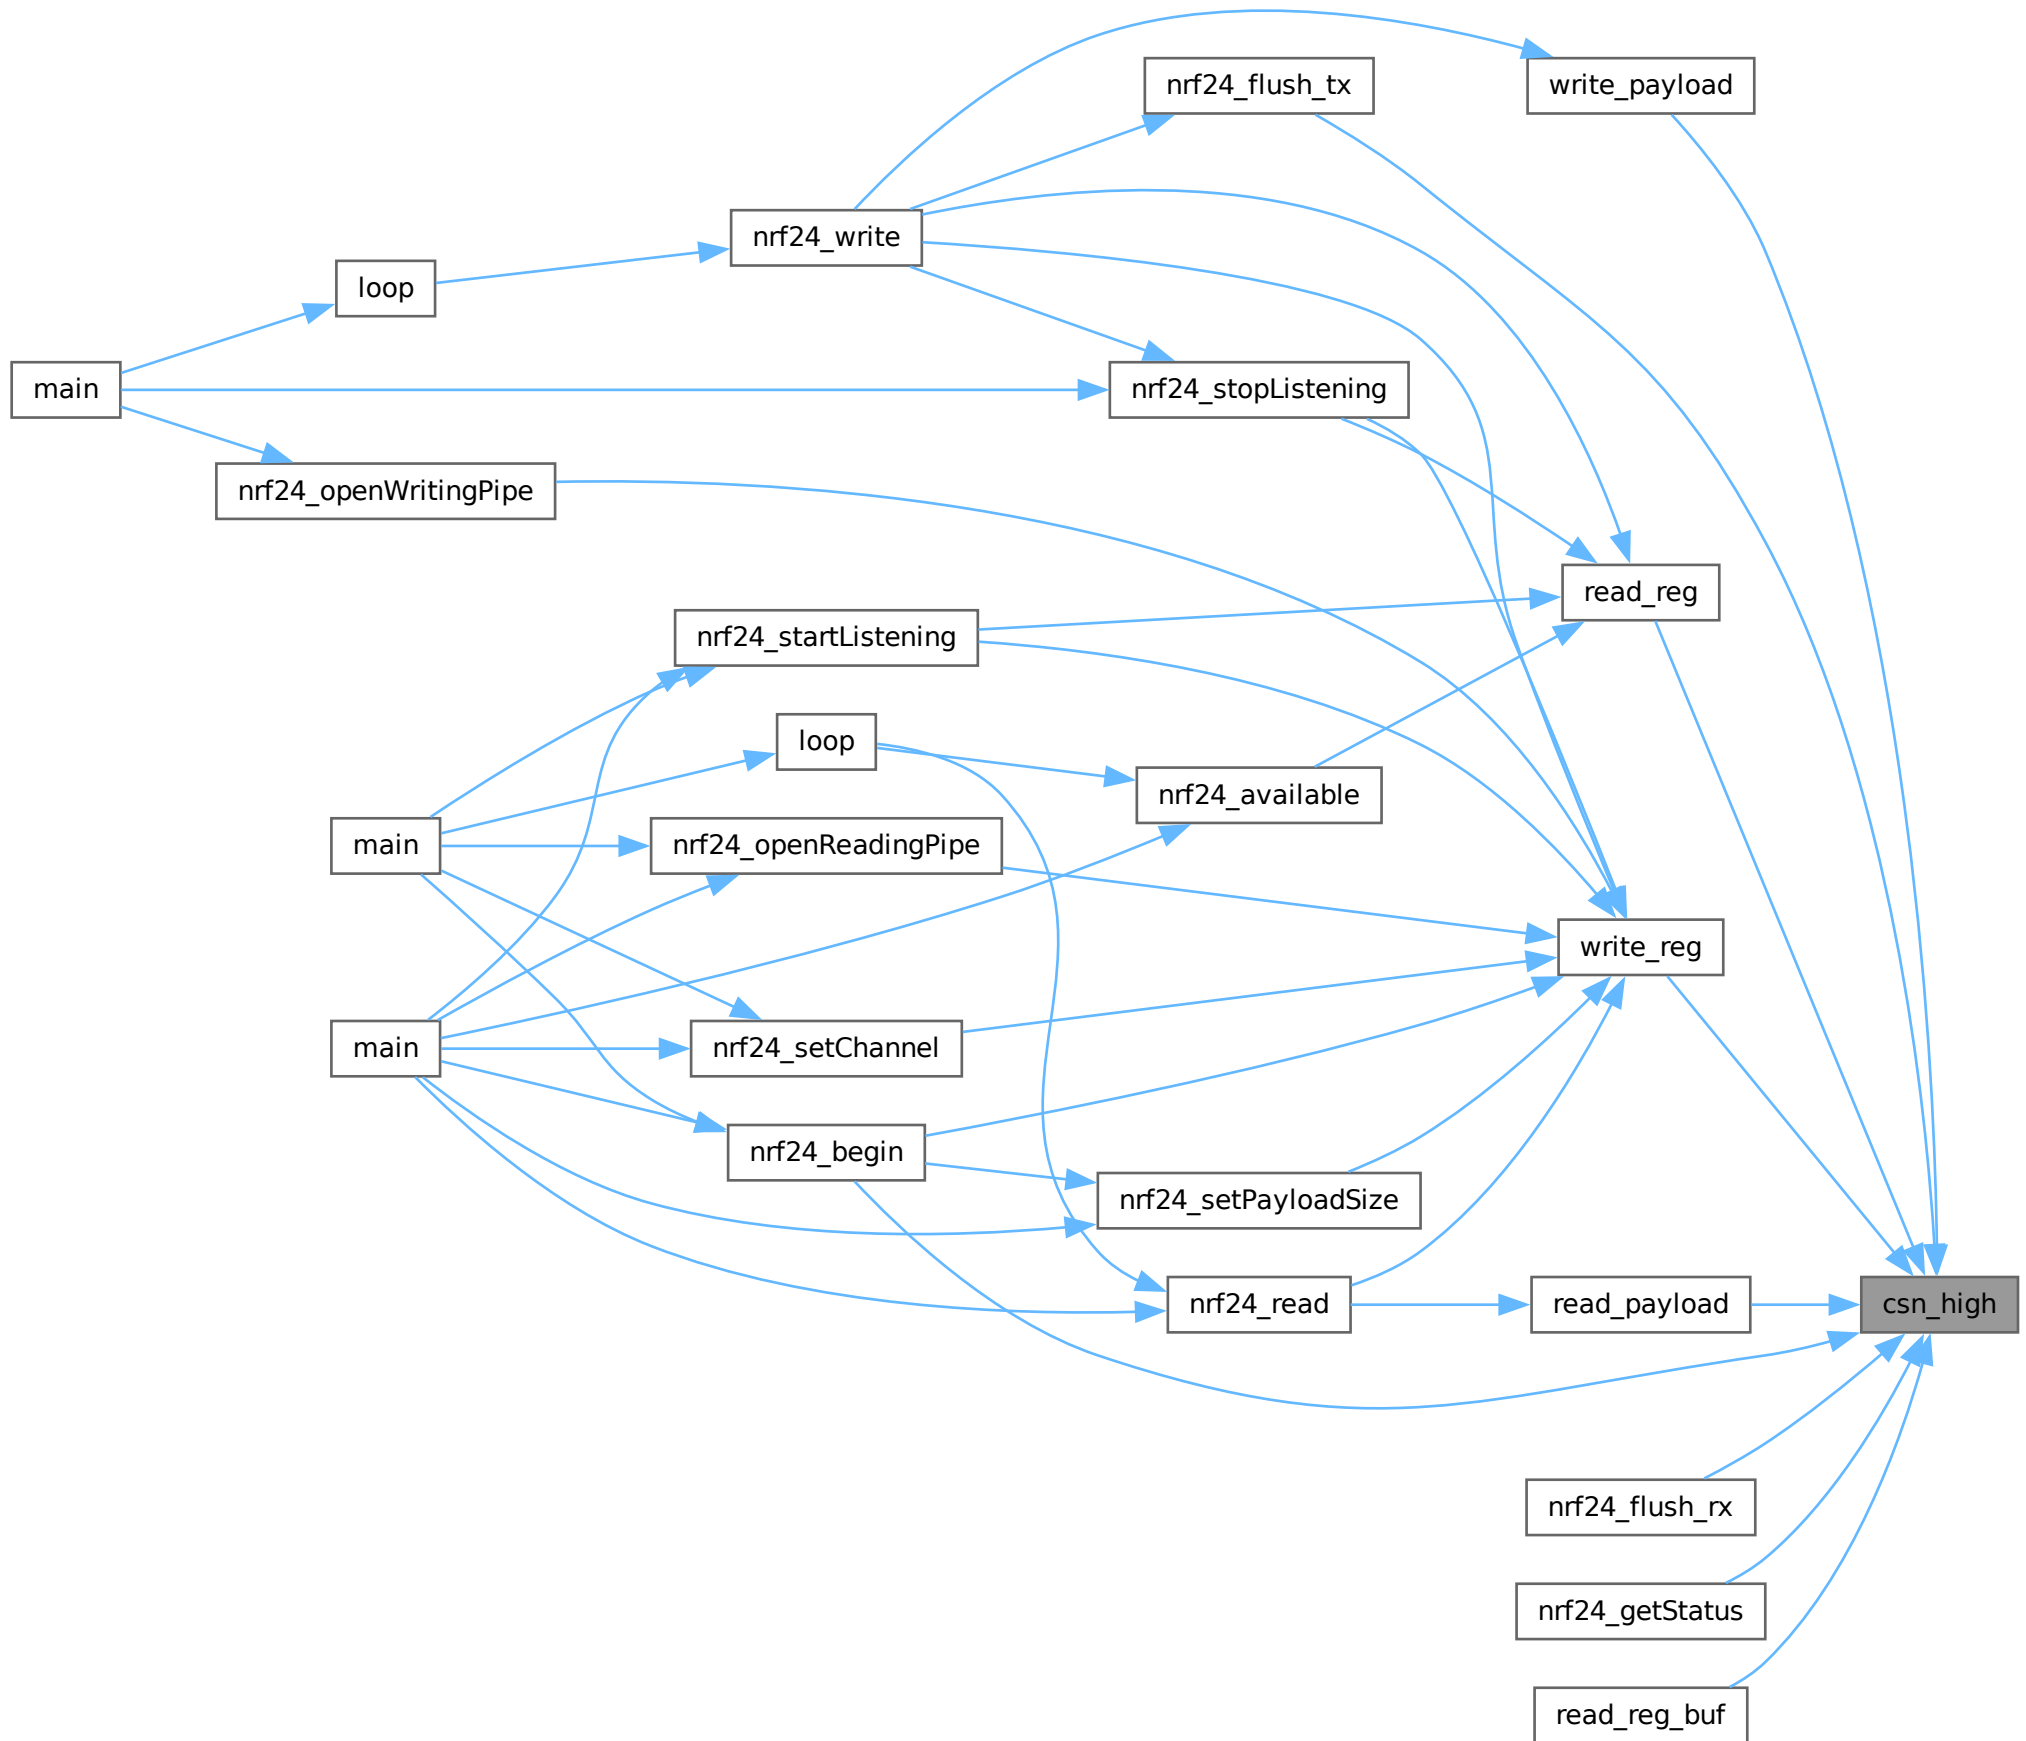 nrf24_flush_tx
write_payload
nrf24_write
loop
main
nrf24_stopListening
nrf24_openWritingPipe
read_reg
nrf24_startListening
loop
nrf24_available
main
nrf24_openReadingPipe
write_reg
main
nrf24_setChannel
nrf24_begin
nrf24_setPayloadSize
nrf24_read
read_payload
csn_high
nrf24_flush_rx
nrf24_getStatus
read_reg_buf